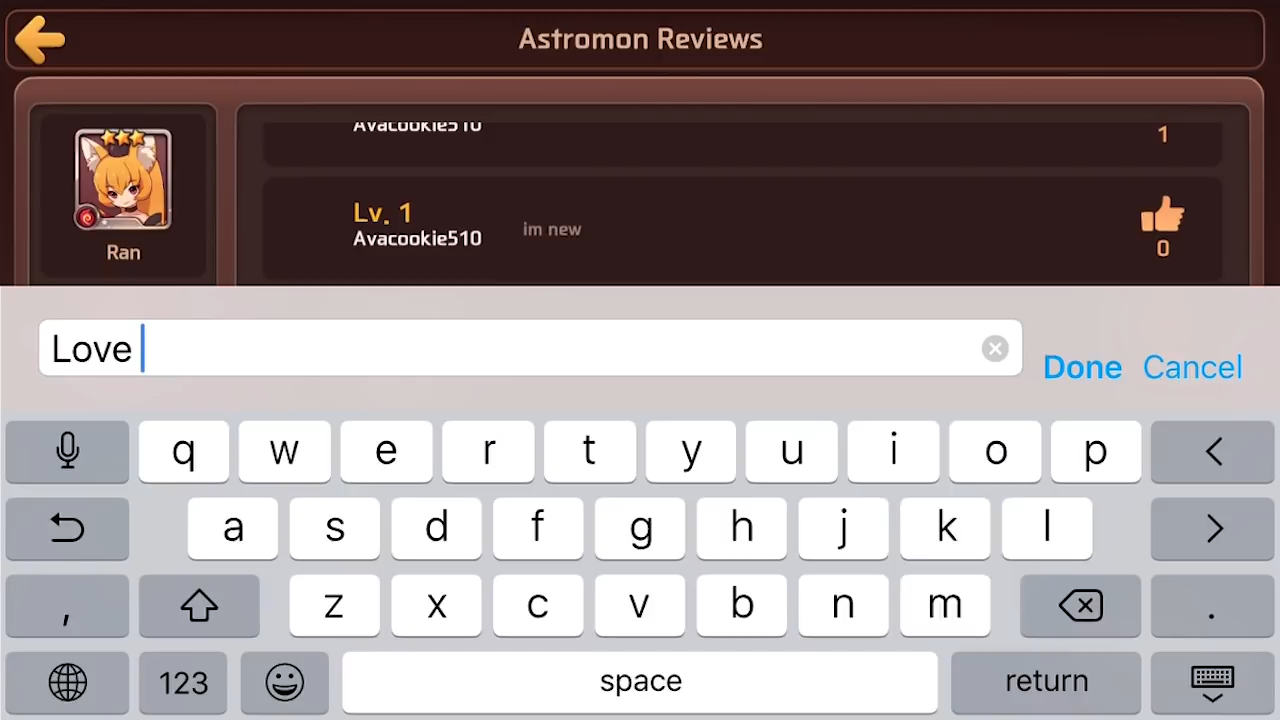 Astromon Reviews
Avacookie510
1
Lv. 1
Avacookie510
im new
0
Ran
Love
Done Cancel
q w e r t y u i o p <
a s d f g h j k l >
, z x c v b n m .
123 space return